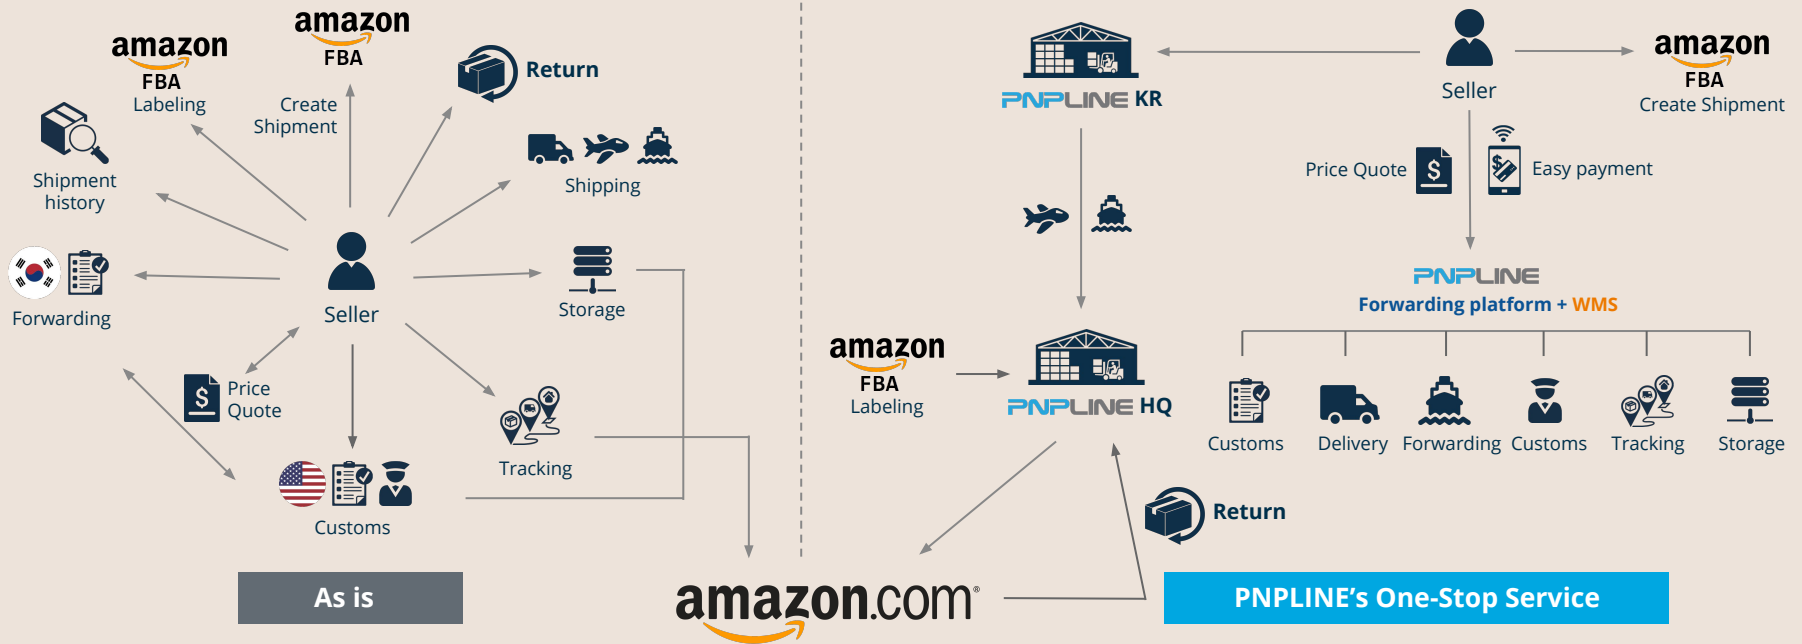 amazon
FBA
Labeling
amazon
FBA
Create
Shipment
Return
Shipping
Shipment
history
Forwarding
Seller
Storage
Price
Quote
Tracking
Customs
As is
PNPLINE KR
Seller
amazon
FBA
Create Shipment
Price Quote
Easy payment
PNPLINE
Forwarding platform + WMS
amazon
FBA
Labeling
PNPLINE HQ
Customs
Delivery
Forwarding
Customs
Tracking
Storage
Return
amazon.com®
PNPLINE’s One-Stop Service